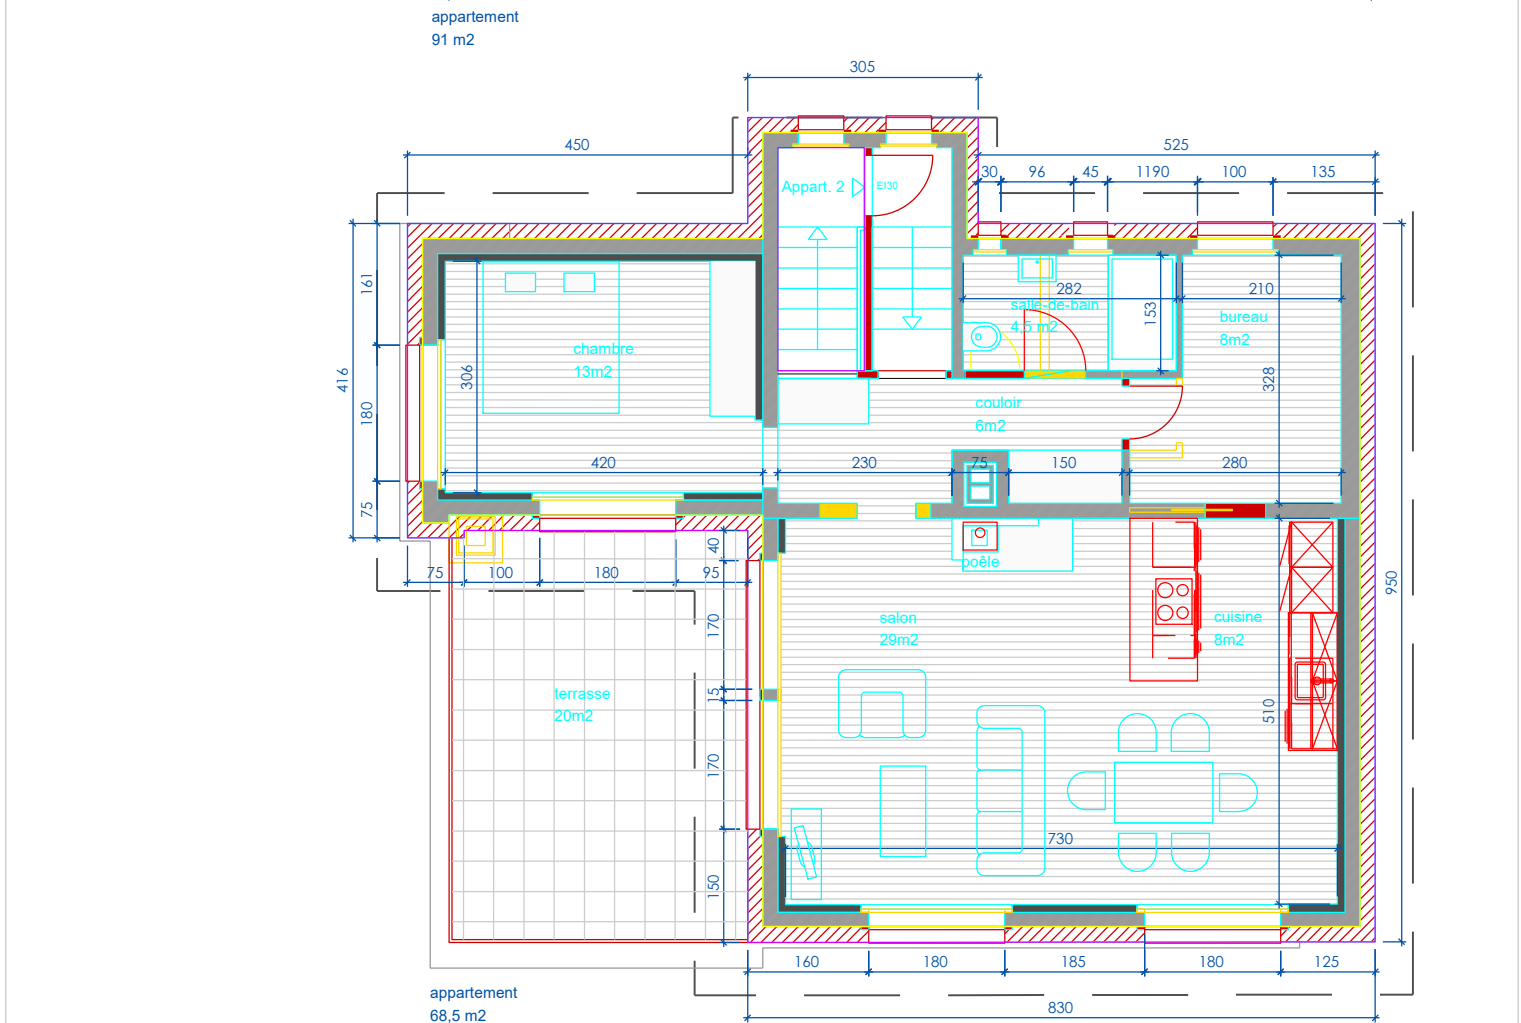 appartement
91 m2
305
450
525
30
96
45
1190
100
135
Appart. 2
EI30
161
416
180
75
306
chambre
13m2
282
salle-de-bain
4,5 m2
153
210
bureau
8m2
328
couloir
6m2
420
230
75
150
280
75
100
180
95
40
170
15
170
150
poêle
salon
29m2
cuisine
8m2
950
510
terrasse
20m2
730
160
180
185
180
125
830
appartement
68,5 m2